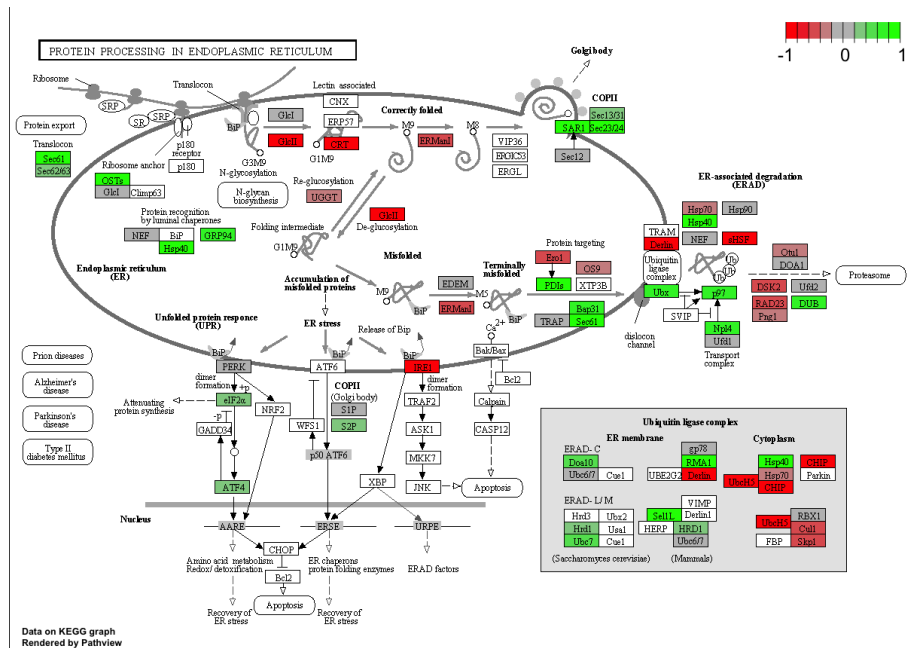 PROTEIN PROCESSING IN ENDOPLASMIC RETICULUM
-1 0 1
Golgi body
Ribosome
Translocon
Lectin associated
CNX
ERP57
CRT
G1M9
Correctly folded
M9
M8
COPII
Sec13/31
SAR1
Sec23/24
Sec12
SRP
SRP
SR
BiP
GlcI
GlcII
ERManI
VIP36
ERGIC53
ERGL
Protein export
Translocon
Sec61
Sec62/63
p180
receptor
p180
Ribosome anchor
OSTs
GlcI
Climp63
G3M9
N-glycosylation
N-glycan
biosynthesis
Re-glucosylation
UGGT
GlcII
De-glucosylation
ER-associated degradation
(ERAD)
Hsp70
Hsp90
Hsp40
NEF
sHSF
TRAM
Derlin
Ubiquitin
ligase complex
Ubx
p97
SVIP
Npl4
Ufd1
Transport
complex
dislocon
channel
Ub
Ub
Ub
Otu1
DOA1
DSK2
Ufd2
RAD23
DUB
Png1
Proteasome
Protein recognition
by luminal chaperones
NEF
BiP
GRP94
Hsp40
Folding intermediate
G1M9
Endoplasmic reticulum
(ER)
Misfolded
Accumulation of
misfolded proteins
M9
BiP
EDEM
ERManI
Terminally
misfolded
M5
BiP
Protein targeting
Ero1
OS9
PDIs
XTP3B
Bap31
TRAP
Sec61
Unfolded protein responce
(UPR)
ER stress
Release of Bip
Ca2+
Bak/Bax
Bcl2
Calpain
CASP12
Apoptosis
BiP
PERK
BiP
ATF6
BiP
IRE1
dimer
formation
+p
eIF2α
Attenuating
protein synthesis
-p
GADD34
NRF2
ATF4
COPII
(Golgi body)
S1P
S2P
WFS1
p50 ATF6
dimer
formation
TRAF2
ASK1
MKK7
JNK
XBP
Prion diseases
Alzheimer's
disease
Parkinson's
disease
Type II
diabetes mellitus
Nucleus
AARE
ERSE
URPE
CHOP
Bcl2
Apoptosis
Amino acid metabolism
Redox/ detoxification
ER chaperons
protein folding enzymes
ERAD factors
Recovery of
ER stress
Recovery of
ER stress
Ubiquitin ligase complex
ER membrane
Cytoplasm
ERAD- C
Doa10
Ubc6/7
Cue1
gp78
RMA1
UBE2G2
Derlin
Hsp40
CHIP
UbcH5
Hsp70
Parkin
CHIP
ERAD- L/ M
Hrd3
Ubx2
Hrd1
Usa1
Ubc7
Cue1
VIMP
Sel1L
Derlin1
HERP
HRD1
Ubc6/7
UbcH5
RBX1
Cul1
FBP
Skp1
(Saccharomyces cerevisiae)
(Mammals)
Data on KEGG graph
Rendered by Pathview